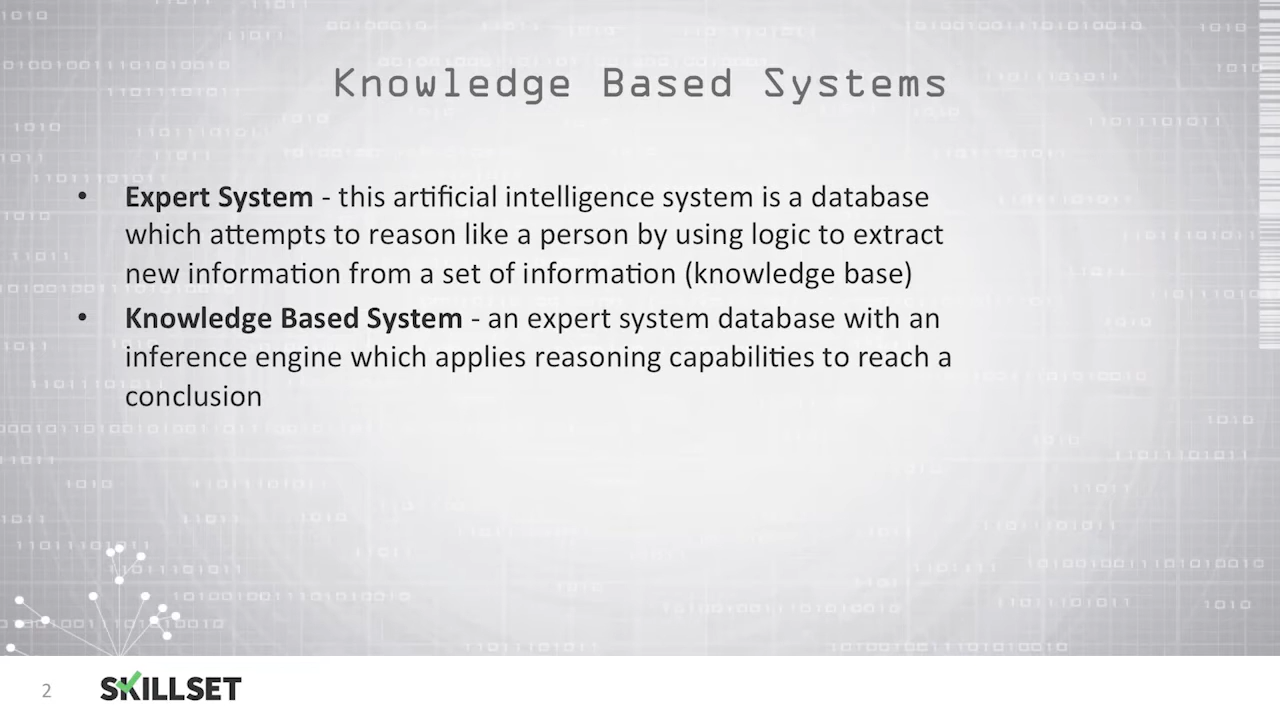 Knowledge Based Systems
• Expert System - this artificial intelligence system is a database
which attempts to reason like a person by using logic to extract
new information from a set of information (knowledge base)
• Knowledge Based System - an expert system database with an
inference engine which applies reasoning capabilities to reach a
conclusion
2 SKILLSET